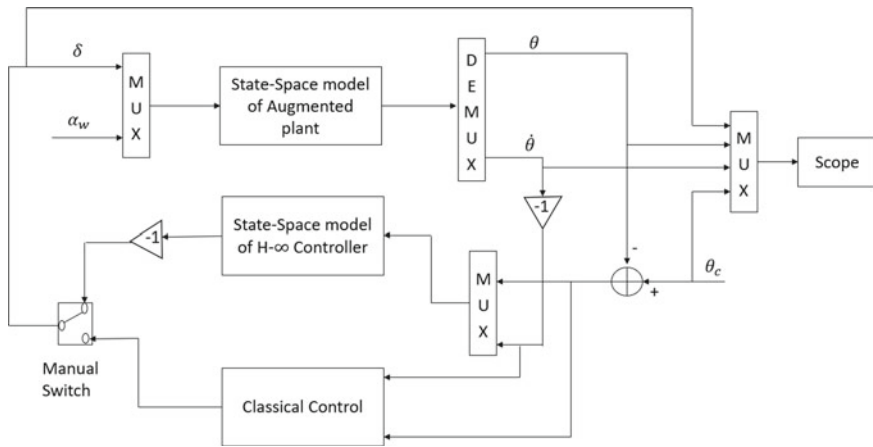 δ
α_w
M
U
X
State-Space model
of Augmented
plant
D
E
M
U
X
θ
θ̇
M
U
X
Scope
-1
-1
State-Space model
of H-∞ Controller
M
U
X
-
+
θ_c
Manual
Switch
Classical Control